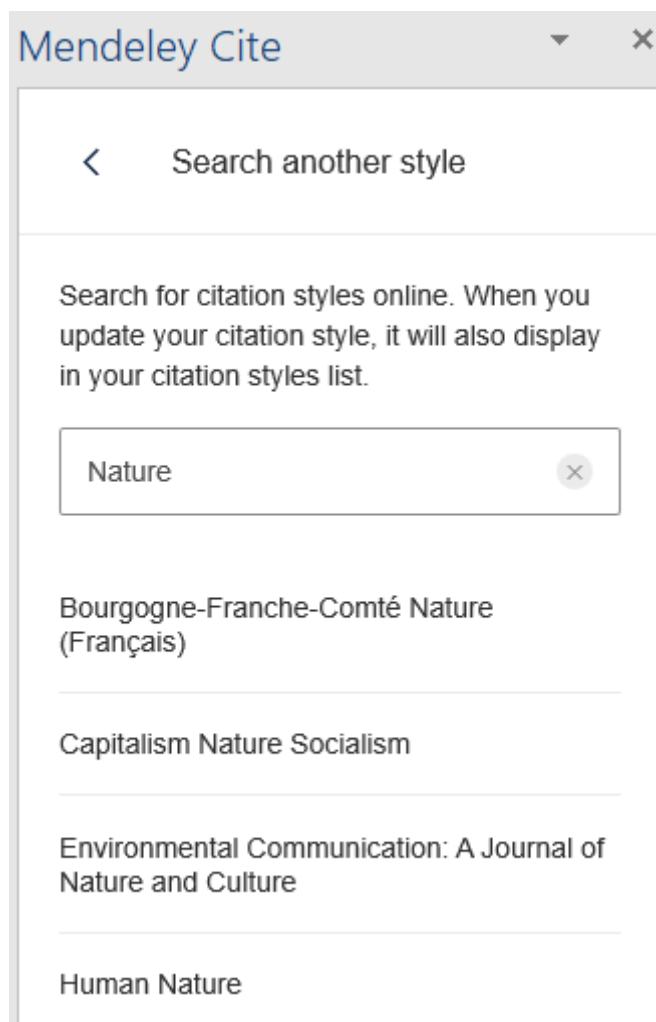 Mendeley Cite
Search another style
Search for citation styles online. When you
update your citation style, it will also display
in your citation styles list.
Nature
Bourgogne-Franche-Comté Nature
(Français)
Capitalism Nature Socialism
Environmental Communication: A Journal of
Nature and Culture
Human Nature